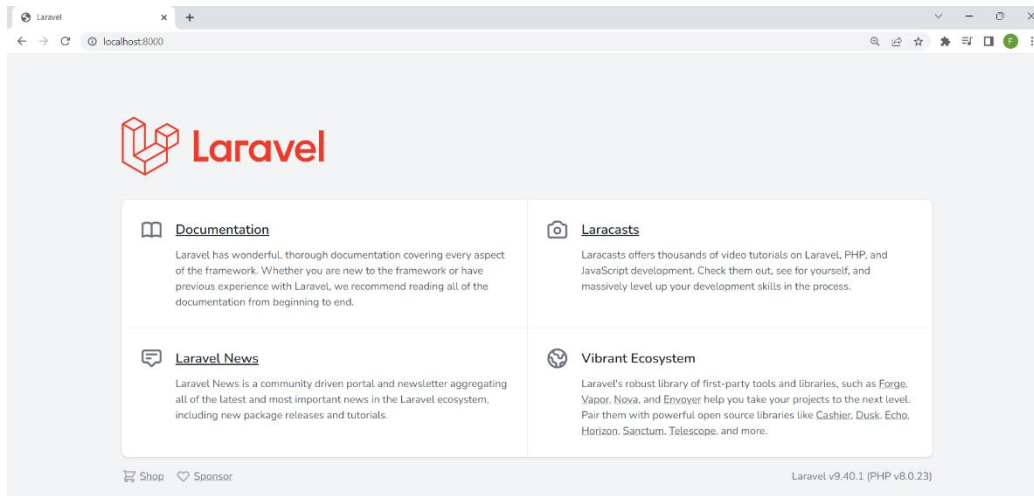 Laravel
localhost:8000
F
Laravel
Documentation
Laravel has wonderful, thorough documentation covering every aspect
of the framework. Whether you are new to the framework or have
previous experience with Laravel, we recommend reading all of the
documentation from beginning to end.
Laracasts
Laracasts offers thousands of video tutorials on Laravel, PHP, and
JavaScript development. Check them out, see for yourself, and
massively level up your development skills in the process.
Laravel News
Laravel News is a community driven portal and newsletter aggregating
all of the latest and most important news in the Laravel ecosystem,
including new package releases and tutorials.
Vibrant Ecosystem
Laravel's robust library of first-party tools and libraries, such as Forge,
Vapor, Nova, and Envoyer help you take your projects to the next level.
Pair them with powerful open source libraries like Cashier, Dusk, Echo,
Horizon, Sanctum, Telescope, and more.
Shop
Sponsor
Laravel v9.40.1 (PHP v8.0.23)